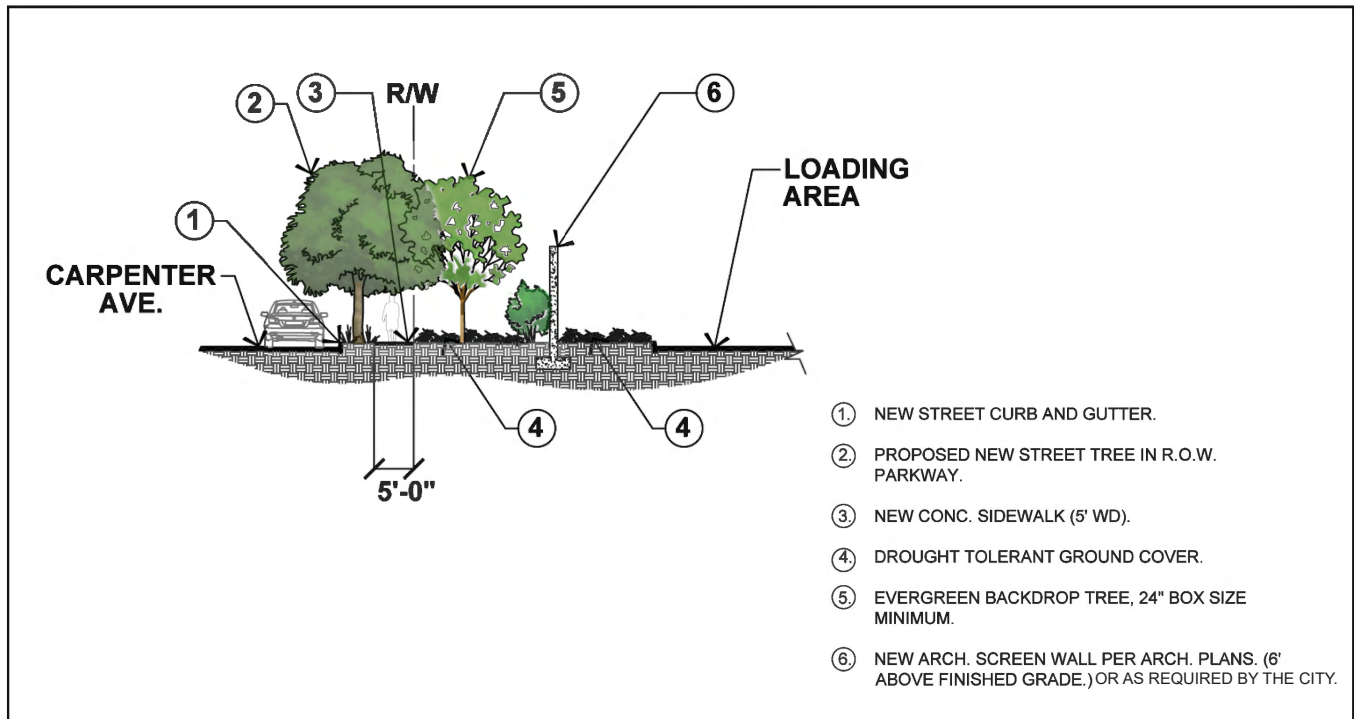 2
3
R/W
5
6
LOADING
AREA
1
CARPENTER
AVE.
4
4
5'-0"
1. NEW STREET CURB AND GUTTER.
2. PROPOSED NEW STREET TREE IN R.O.W.
PARKWAY.
3. NEW CONC. SIDEWALK (5' WD).
4. DROUGHT TOLERANT GROUND COVER.
5. EVERGREEN BACKDROP TREE, 24" BOX SIZE
MINIMUM.
6. NEW ARCH. SCREEN WALL PER ARCH. PLANS. (6'
ABOVE FINISHED GRADE.) OR AS REQUIRED BY THE CITY.